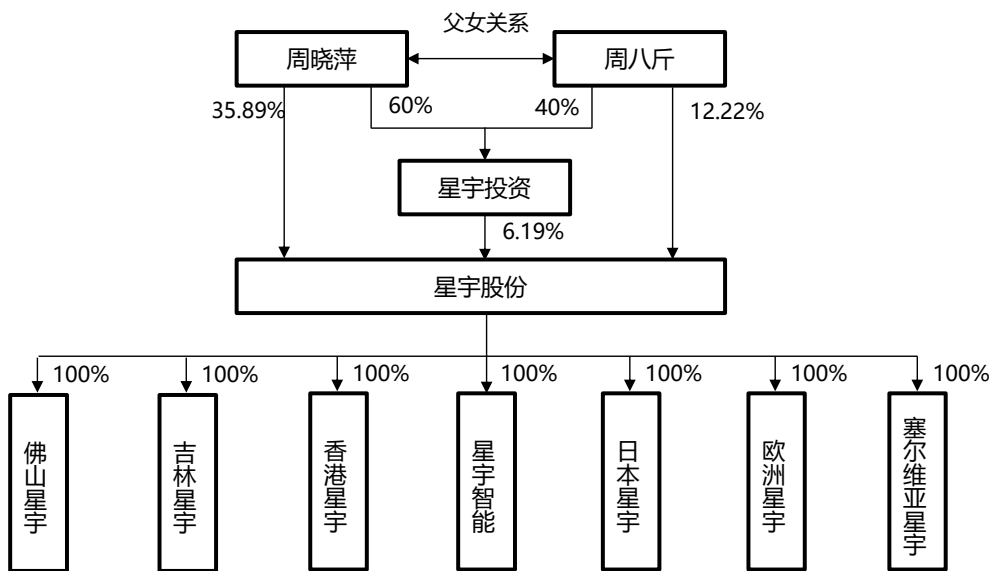 父女关系
周晓萍
周八斤
35.89%
60%
40%
12.22%
星宇投资
6.19%
星宇股份
100%
100%
100%
100%
100%
100%
100%
佛山星宇
吉林星宇
香港星宇
星宇智能
日本星宇
欧洲星宇
塞尔维亚星宇